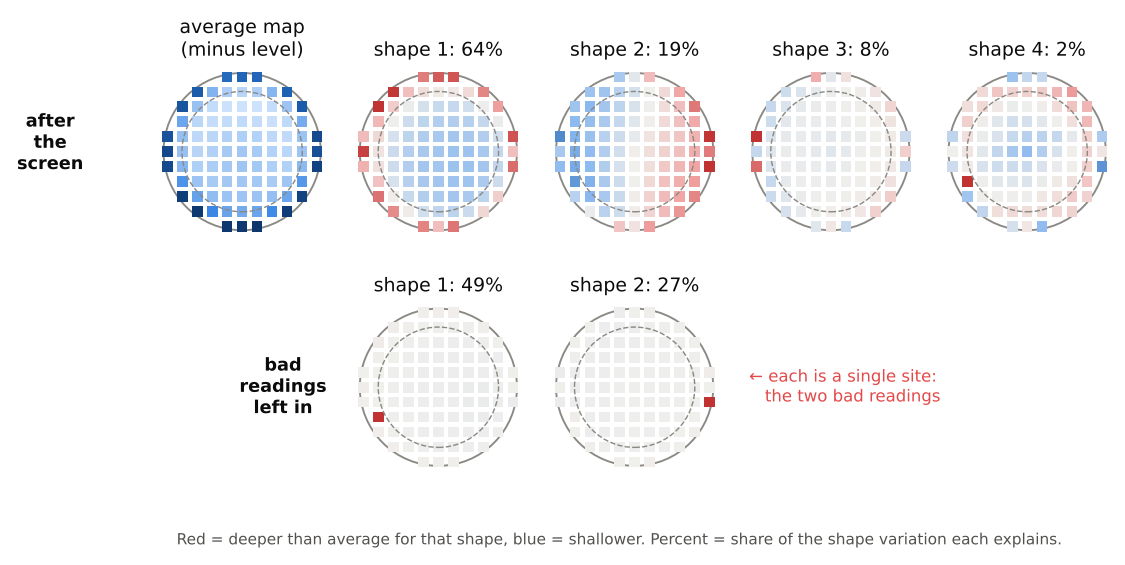 average map
(minus level)
shape 1: 64%
shape 2: 19%
shape 3: 8%
shape 4: 2%
after
the
screen
shape 1: 49%
shape 2: 27%
bad
readings
left in
← each is a single site:
the two bad readings
Red = deeper than average for that shape, blue = shallower. Percent = share of the shape variation each explains.